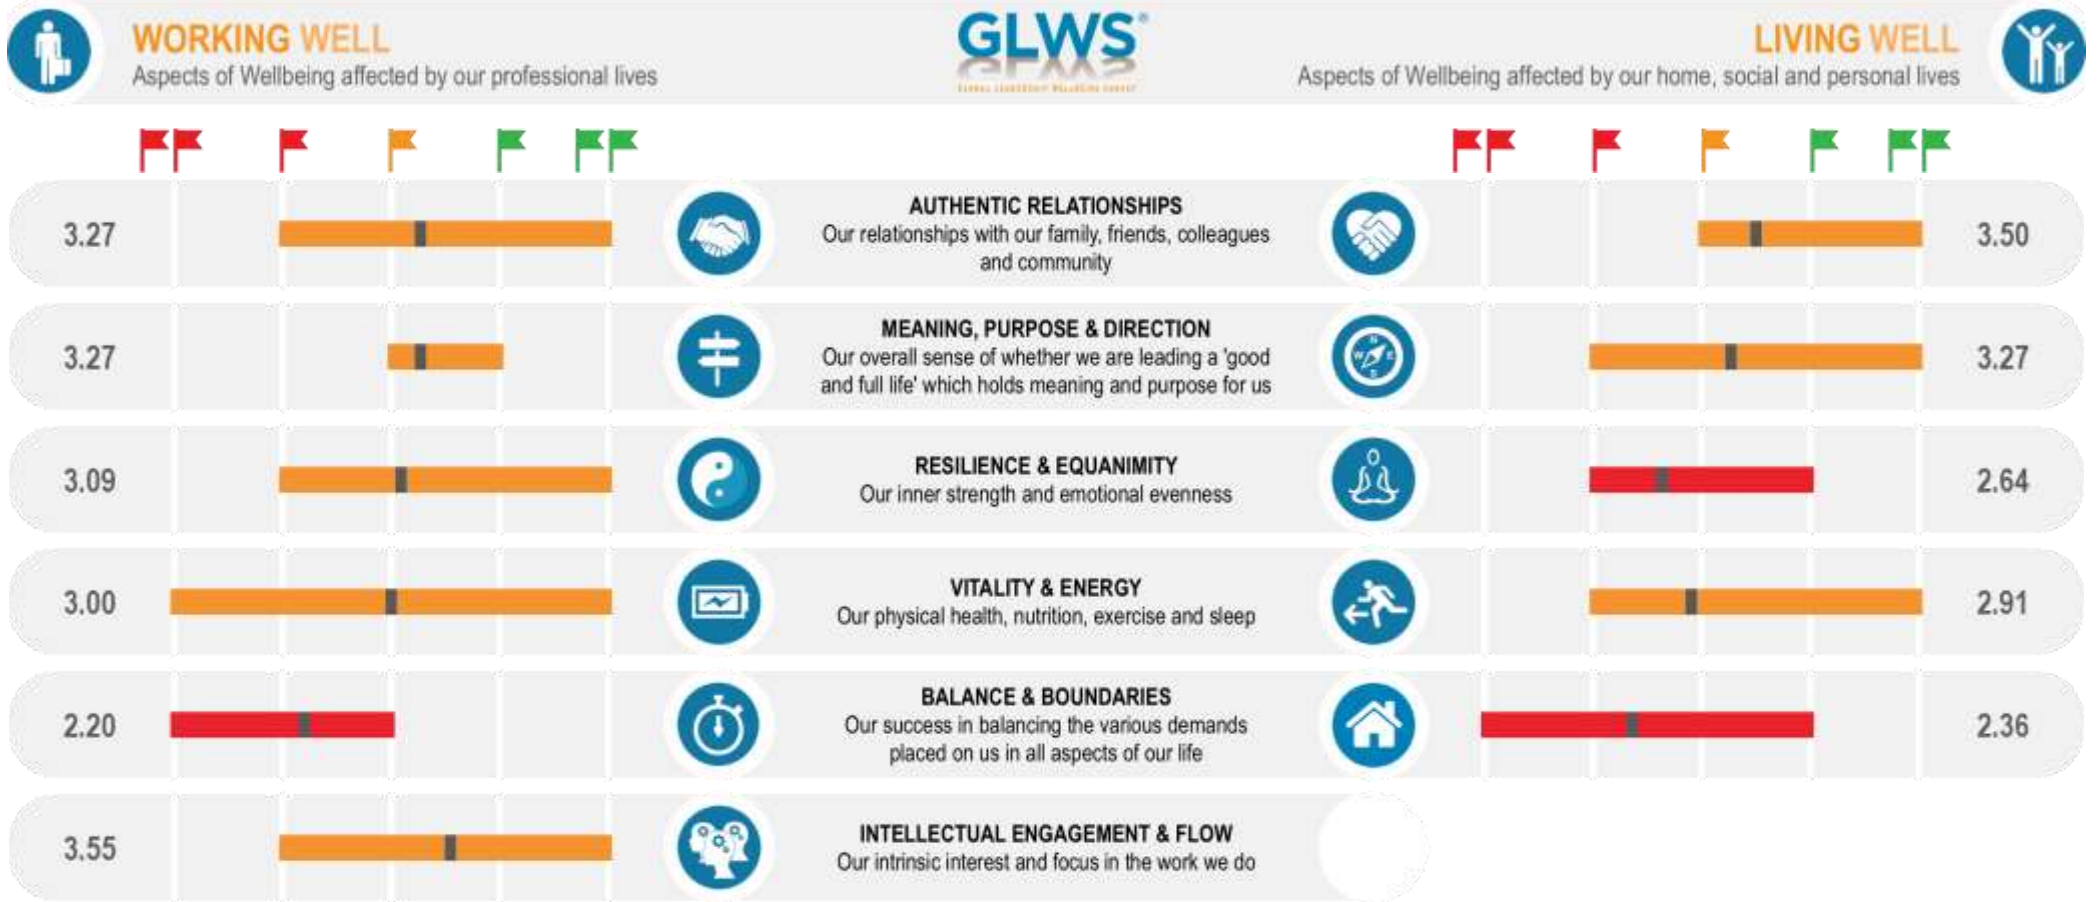 WORKING WELL
Aspects of Wellbeing affected by our professional lives
GLWS®
GLOBAL LEADERSHIP WELLBEING SURVEY
LIVING WELL
Aspects of Wellbeing affected by our home, social and personal lives
3.27
AUTHENTIC RELATIONSHIPS
Our relationships with our family, friends, colleagues
and community
3.50
3.27
MEANING, PURPOSE & DIRECTION
Our overall sense of whether we are leading a 'good
and full life' which holds meaning and purpose for us
N
W E
S
3.27
3.09
RESILIENCE & EQUANIMITY
Our inner strength and emotional evenness
2.64
3.00
VITALITY & ENERGY
Our physical health, nutrition, exercise and sleep
2.91
2.20
BALANCE & BOUNDARIES
Our success in balancing the various demands
placed on us in all aspects of our life
2.36
3.55
INTELLECTUAL ENGAGEMENT & FLOW
Our intrinsic interest and focus in the work we do